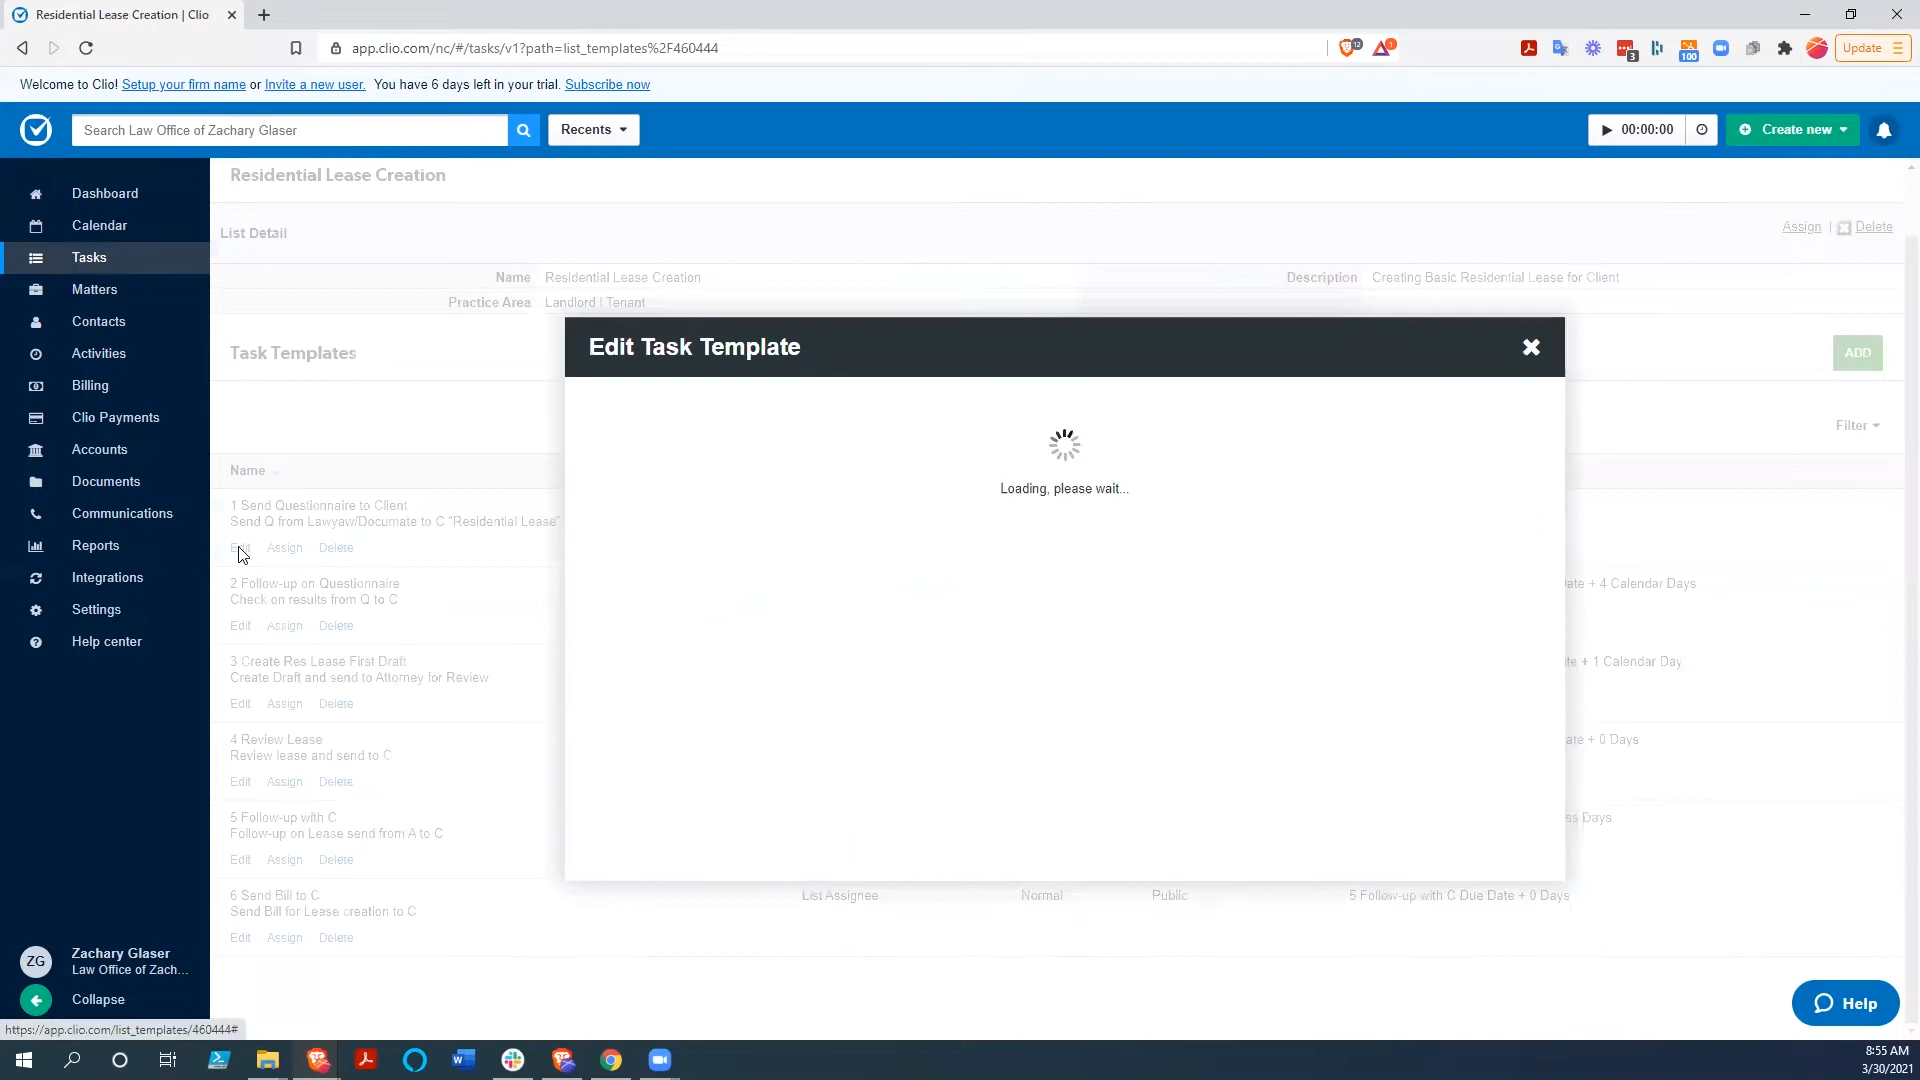 Residential Lease Creation | Clio
app.clio.com/nc/#/tasks/v1?path=list_templates%2F460444
12
1
3
100
Update
Welcome to Clio! Setup your firm name or Invite a new user. You have 6 days left in your trial. Subscribe now
Search Law Office of Zachary Glaser
Recents
00:00:00
Create new
Dashboard
Calendar
Tasks
Matters
Contacts
Activities
Billing
Clio Payments
Accounts
Documents
Communications
Reports
Integrations
Settings
Help center
ZG
Zachary Glaser
Law Office of Zach...
Collapse
Residential Lease Creation
List Detail
Assign | Delete
Name Residential Lease Creation
Description Creating Basic Residential Lease for Client
Practice Area Landlord | Tenant
Task Templates
ADD
Filter
Edit Task Template
Loading, please wait...
Name
1 Send Questionnaire to Client
Send Q from Lawyaw/Documate to C "Residential Lease"
Edit Assign Delete
2 Follow-up on Questionnaire
Check on results from Q to C
ate + 4 Calendar Days
Edit Assign Delete
3 Create Res Lease First Draft
Create Draft and send to Attorney for Review
te + 1 Calendar Day
Edit Assign Delete
4 Review Lease
Review lease and send to C
ate + 0 Days
Edit Assign Delete
5 Follow-up with C
Follow-up on Lease send from A to C
ss Days
Edit Assign Delete
6 Send Bill to C
Send Bill for Lease creation to C
List Assignee Normal Public 5 Follow-up with C Due Date + 0 Days
Edit Assign Delete
Help
https://app.clio.com/list_templates/460444#
8:55 AM
3/30/2021